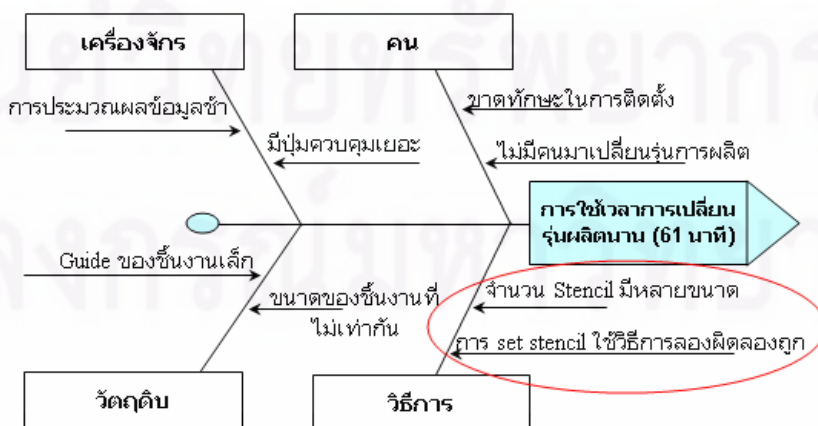 เครื่องจักร
คน
การประมวณผลข้อมูลช้า
มีปุ่มควบคุมเยอะ
ขาดทักษะในการติดตั้ง
ไม่มีคนมาเปลี่ยนรุ่นการผลิต
การใช้เวลาการเปลี่ยน
รุ่นผลิตนาน (61 นาที)
Guide ของชิ้นงานเล็ก
ขนาดของชิ้นงานที่
ไม่เท่ากัน
จำนวน Stencil มีหลายขนาด
การ set stencil ใช้วิธีการลองผิดลองถูก
วัตถุดิบ
วิธีการ